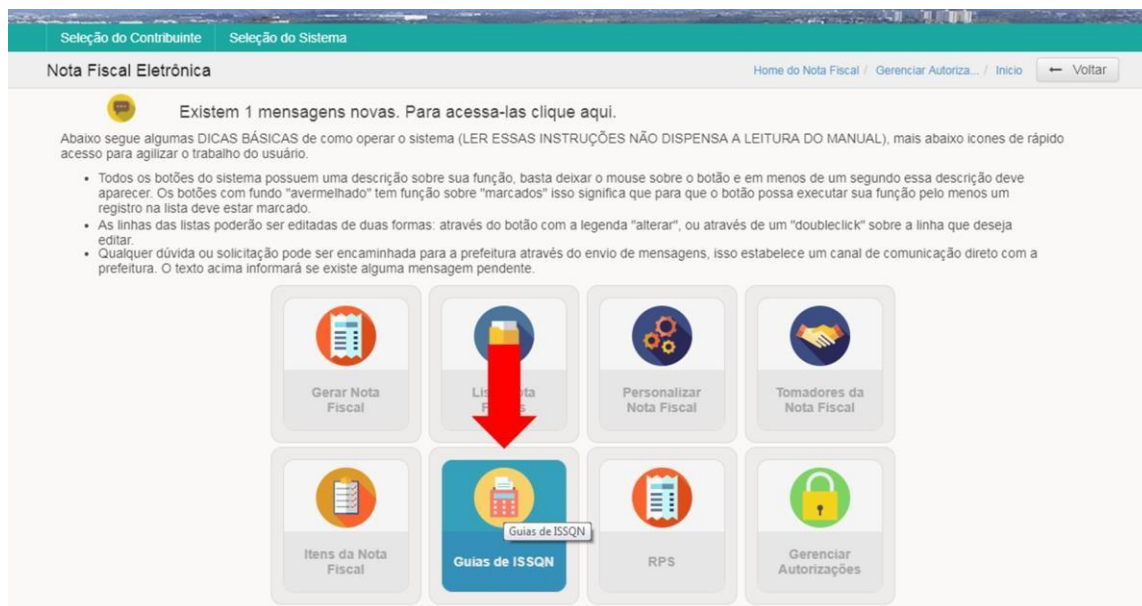 Seleção do Contribuinte Seleção do Sistema
Nota Fiscal Eletrônica Home do Nota Fiscal / Gerenciar Autoriza... / Inicio ← Voltar
Existem 1 mensagens novas. Para acessa-las clique aqui.
Abaixo segue algumas DICAS BÁSICAS de como operar o sistema (LER ESSAS INSTRUÇÕES NÃO DISPENSA A LEITURA DO MANUAL), mais abaixo icones de rápido
acesso para agilizar o trabalho do usuário.
• Todos os botões do sistema possuem uma descrição sobre sua função, basta deixar o mouse sobre o botão e em menos de um segundo essa descrição deve
aparecer. Os botões com fundo "avermelhado" tem função sobre "marcados" isso significa que para que o botão possa executar sua função pelo menos um
registro na lista deve estar marcado.
• As linhas das listas poderão ser editadas de duas formas: através do botão com a legenda "alterar", ou através de um "doubleclick" sobre a linha que deseja
editar.
• Qualquer dúvida ou solicitação pode ser encaminhada para a prefeitura através do envio de mensagens, isso estabelece um canal de comunicação direto com a
prefeitura. O texto acima informará se existe alguma mensagem pendente.
Gerar Nota
Fiscal
Personalizar
Nota Fiscal
Tomadores da
Nota Fiscal
Itens da Nota
Fiscal
Guias de ISSQN
Guias de ISSQN
RPS
Gerenciar
Autorizações